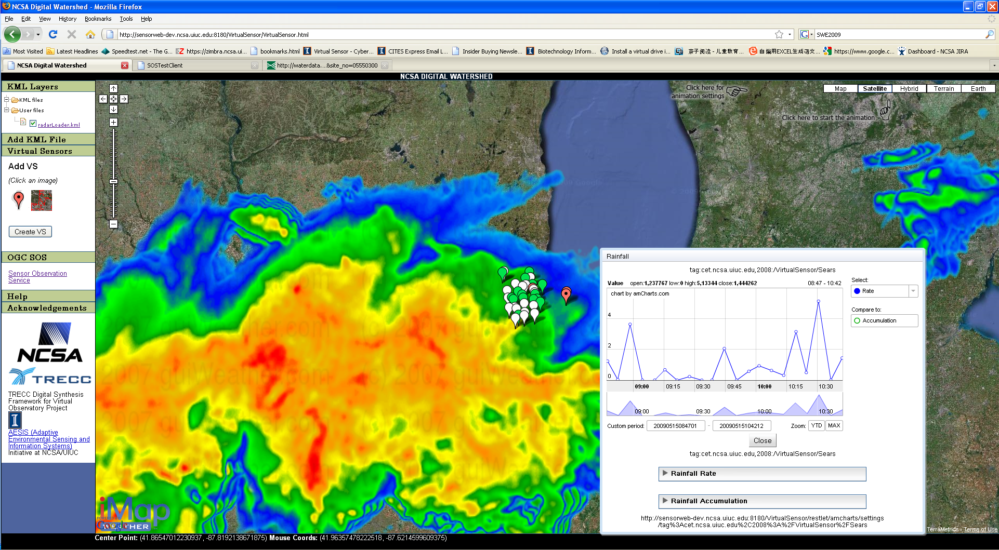 NCSA Digital Watershed - Mozilla Firefox
File Edit View History Bookmarks Tools Help
http://sensorweb-dev.ncsa.uiuc.edu:8180/VirtualSensor/VirtualSensor.html
SWE2009
Most Visited Latest Headlines Speedtest.net - The G... https://zimbra.ncsa.ui... bookmarks.html Virtual Sensor - Cyber... CITES Express Email L... Insider Buying Newsle... Biotechnology Inform... Install a virtual drive i... 亲子阅读 - 儿童教育... 自编用EXCEL生成语文... https://www.google.c... Dashboard - NCSA JIRA
NCSA Digital Watershed SOSTestClient http://waterdata....&site_no=05550300
NCSA DIGITAL WATERSHED
KML Layers
KML files
User files
radarLoader.kml
Add KML File
Virtual Sensors
Add VS
(Click an image)
Create VS
OGC SOS
Sensor Observation
Service
Help
Acknowledgements
NCSA
TRECC
TRECC Digital Synthesis
Framework for Virtual
Observatory Project
I
AESIS (Adaptive
Environmental Sensing and
Information Systems)
Initiative at NCSA/UIUC
Click here for
animation settings
Map Satellite Hybrid Terrain Earth
Click here to start the animation
Rainfall
tag:cet.ncsa.uiuc.edu,2008:/VirtualSensor/Sears
Value open:1,237767 low:0 high:5,13344 close:1,444262 08:47 - 10:42
chart by amCharts.com
4
2
0
09:00 09:15 09:30 09:45 10:00 10:15 10:30
09:00 09:30 10:00 10:30
Select:
Rate
Compare to:
Accumulation
Custom period: 20090515084701 - 20090515104212 Zoom: YTD MAX
Close
tag:cet.ncsa.uiuc.edu,2008:/VirtualSensor/Sears
Rainfall Rate
Rainfall Accumulation
http://sensorweb-dev.ncsa.uiuc.edu:8180/VirtualSensor/restlet/amcharts/settings
/tag%3Acet.ncsa.uiuc.edu%2C2008%3A%2FVirtualSensor%2FSears
iMap
WEATHER
TerraMetrics - Terms of Use
Center Point: (41.86547012230937, -87.8192138671875) Mouse Coords: (41.96357478222518, -87.6214599609375)